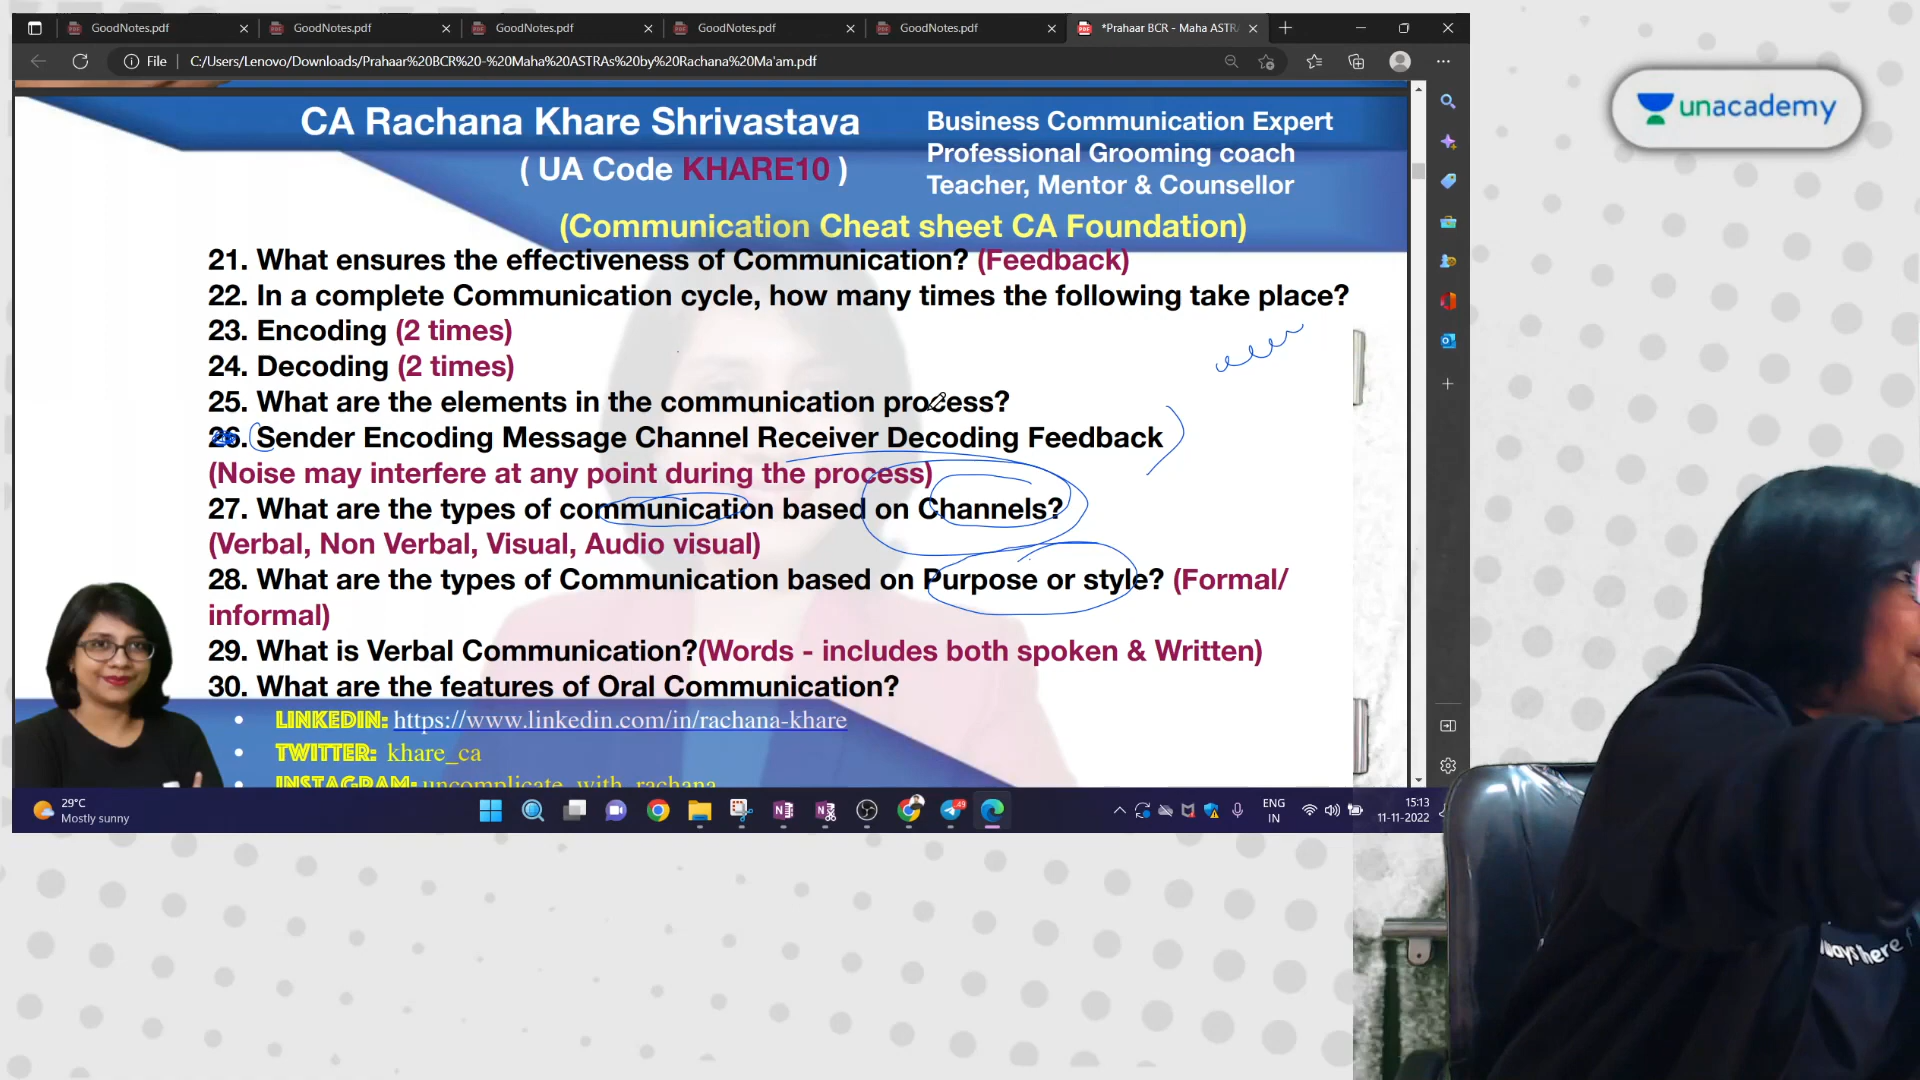 GoodNotes.pdf
GoodNotes.pdf
GoodNotes.pdf
GoodNotes.pdf
GoodNotes.pdf
*Prahaar BCR - Maha ASTR
File
C:/Users/Lenovo/Downloads/Prahaar%20BCR%20-%20Maha%20ASTRAs%20by%20Rachana%20Ma'am.pdf
unacademy
CA Rachana Khare Shrivastava
( UA Code KHARE10 )
Business Communication Expert
Professional Grooming coach
Teacher, Mentor & Counsellor
(Communication Cheat sheet CA Foundation)
21. What ensures the effectiveness of Communication? (Feedback)
22. In a complete Communication cycle, how many times the following take place?
23. Encoding (2 times)
24. Decoding (2 times)
25. What are the elements in the communication process?
26. Sender Encoding Message Channel Receiver Decoding Feedback
(Noise may interfere at any point during the process)
27. What are the types of communication based on Channels?
(Verbal, Non Verbal, Visual, Audio visual)
28. What are the types of Communication based on Purpose or style? (Formal/
informal)
29. What is Verbal Communication?(Words - includes both spoken & Written)
30. What are the features of Oral Communication?
• LINKEDIN: https://www.linkedin.com/in/rachana-khare
• TWITTER: khare_ca
• INSTAGRAM: uncomplicate_with_rachana
29°C
Mostly sunny
49
ENG
IN
15:13
11-11-2022
here